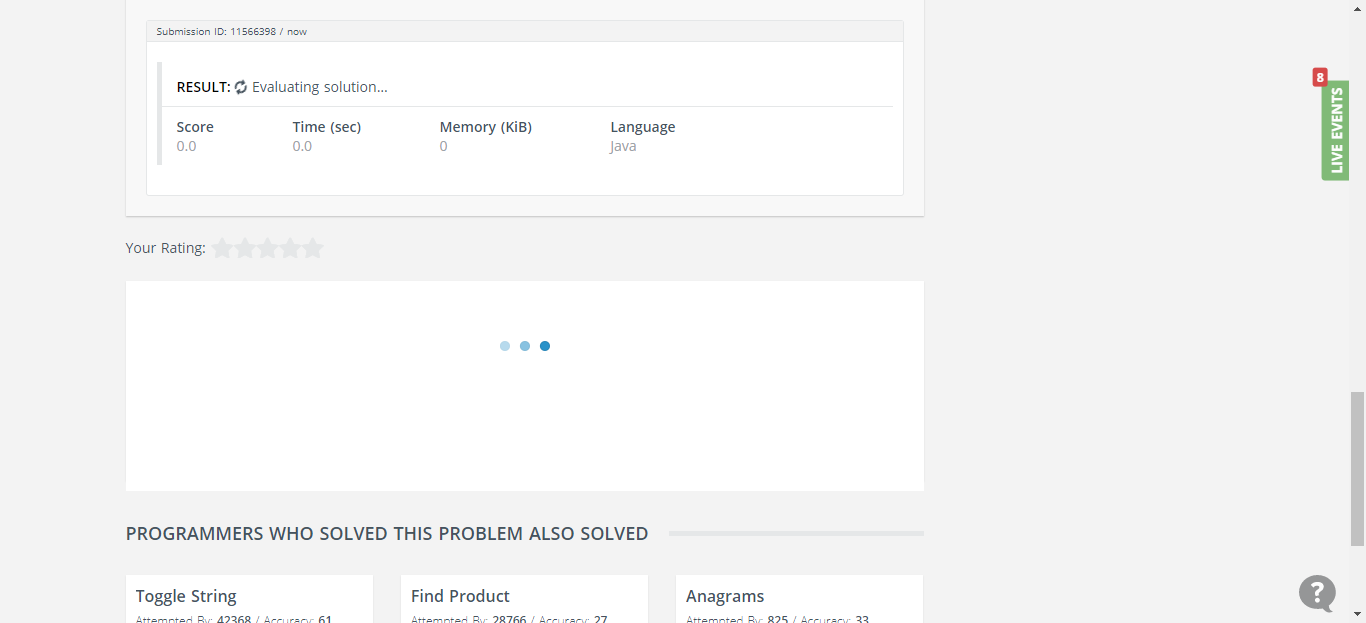 Submission ID: 11566398 / now
RESULT: Evaluating solution...
Score Time (sec) Memory (KiB) Language
0.0 0.0 0 Java
8
LIVE EVENTS
Your Rating:
PROGRAMMERS WHO SOLVED THIS PROBLEM ALSO SOLVED
Toggle String Find Product Anagrams
Attempted By: 42368 / Accuracy: 61 Attempted By: 28766 / Accuracy: 27 Attempted By: 825 / Accuracy: 33
?